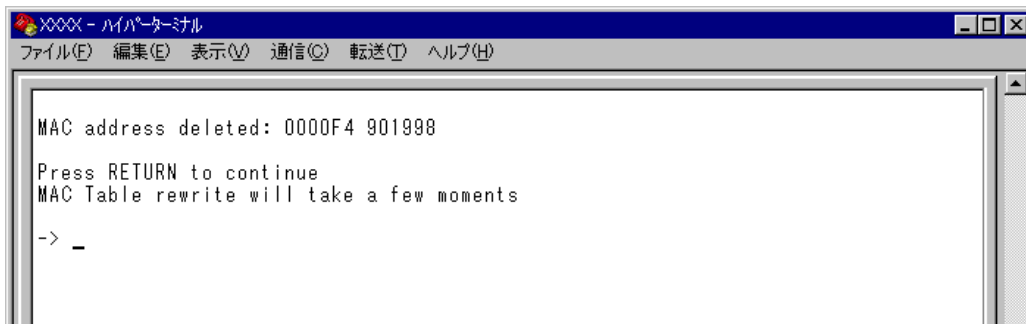 XXXX - ハイパーターミナル
ファイル(F) 編集(E) 表示(V) 通信(C) 転送(T) ヘルプ(H)
MAC address deleted: 0000F4 901998
Press RETURN to continue
MAC Table rewrite will take a few moments
-> _